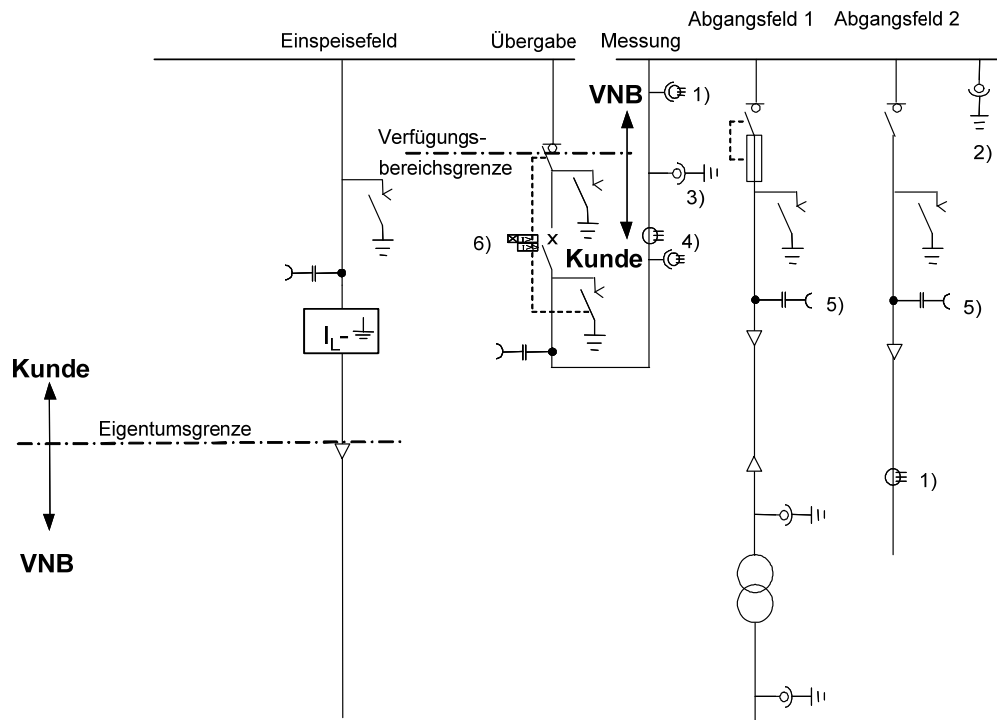 Abgangsfeld 1
Abgangsfeld 2
Einspeisefeld
Übergabe
Messung
VNB
1)
Verfügungs-
bereichsgrenze
2)
3)
6)
4)
Kunde
5)
5)
IL-
Kunde
Eigentumsgrenze
1)
VNB